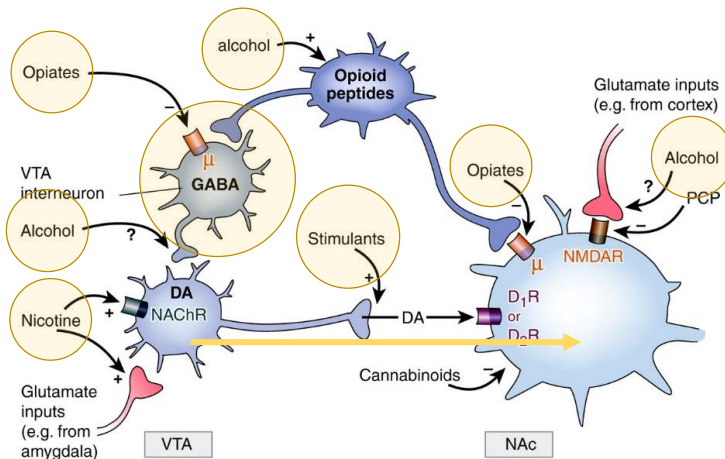 alcohol
+
Opioid
peptides
Opiates
–
μ
GABA
VTA
interneuron
Glutamate inputs
(e.g. from cortex)
Alcohol
?
PCP
–
NMDAR
Opiates
–
μ
Alcohol
?
Stimulants
+
DA
NAChR
Nicotine
+
+
DA
D₁R
or
D₂R
Cannabinoids
–
Glutamate
inputs
(e.g. from
amygdala)
VTA
NAc